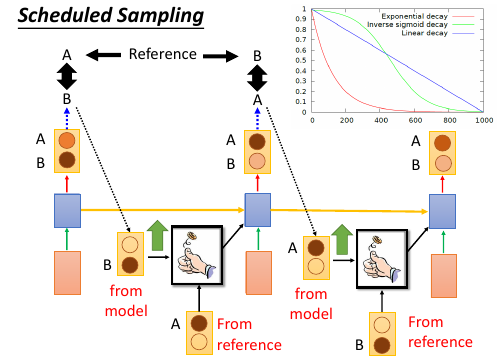 Scheduled Sampling
A
Reference
B
B
A
A
B
A
B
A
B
Exponential decay
Inverse sigmoid decay
Linear decay
1
0.9
0.8
0.7
0.6
0.5
0.4
0.3
0.2
0.1
0
0 200 400 600 800 1000
B
from
model
A
From
reference
A
from
model
B
From
reference